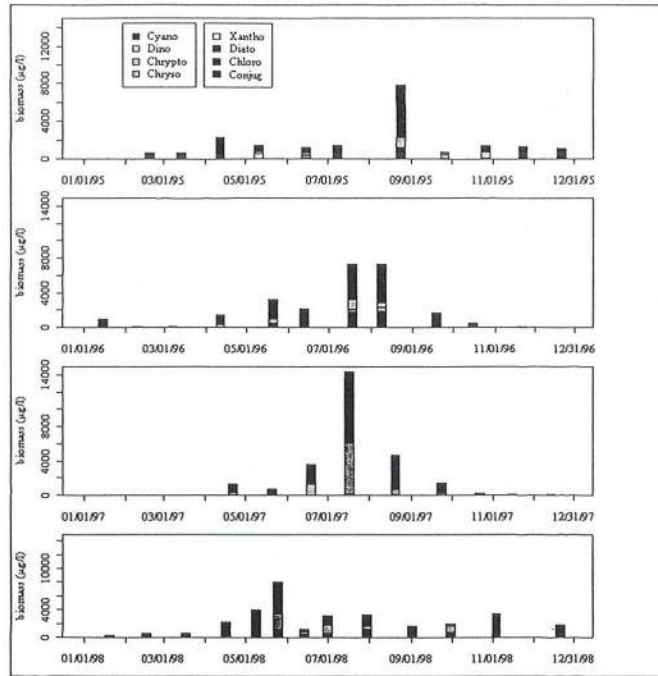 Cyano Xantho
Dino Diato
Chrypto Chloro
Chryso Conjug
biomass (µg/l)
0 4000 8000 12000
01/01/95 03/01/95 05/01/95 07/01/95 09/01/95 11/01/95 12/31/95
biomass (µg/l)
0 4000 8000 14000
01/01/96 03/01/96 05/01/96 07/01/96 09/01/96 11/01/96 12/31/96
biomass (µg/l)
0 4000 8000 14000
01/01/97 03/01/97 05/01/97 07/01/97 09/01/97 11/01/97 12/31/97
biomass (µg/l)
0 4000 10000
01/01/98 03/01/98 05/01/98 07/01/98 09/01/98 11/01/98 12/31/98